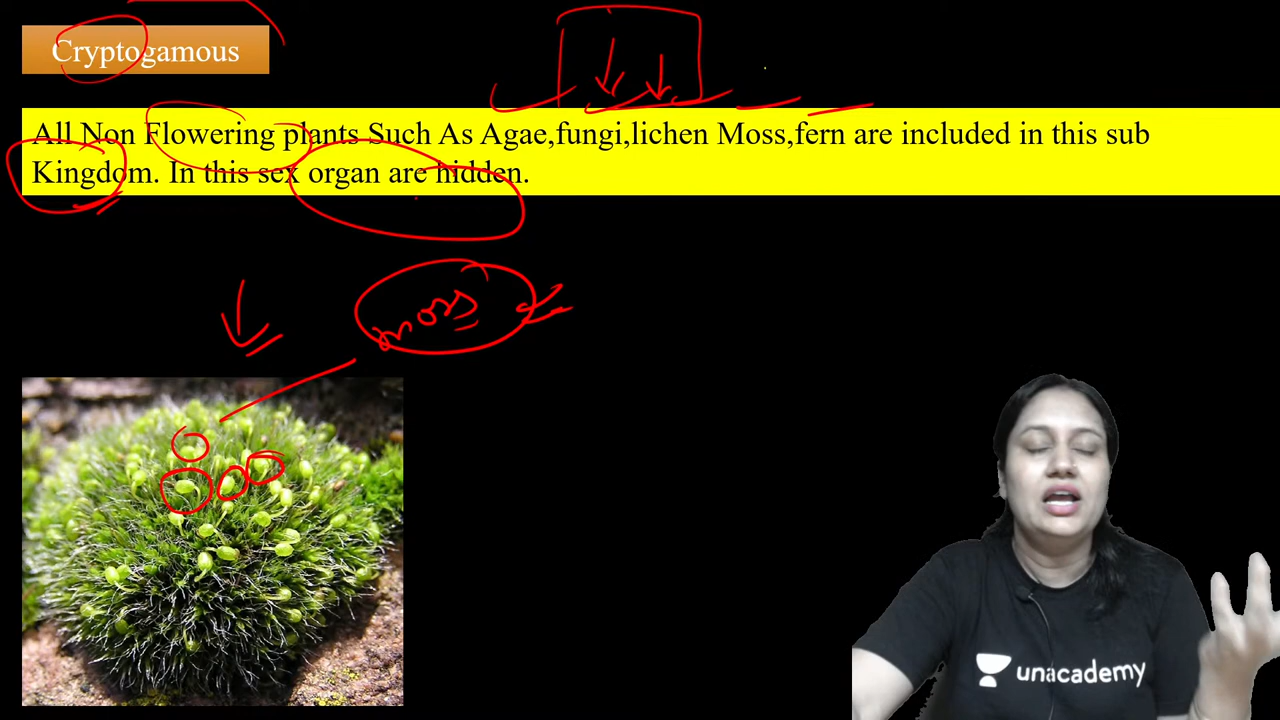 Cryptogamous
All Non Flowering plants Such As Agae,fungi,lichen Moss,fern are included in this sub
Kingdom. In this sex organ are hidden.
moss
unacademy